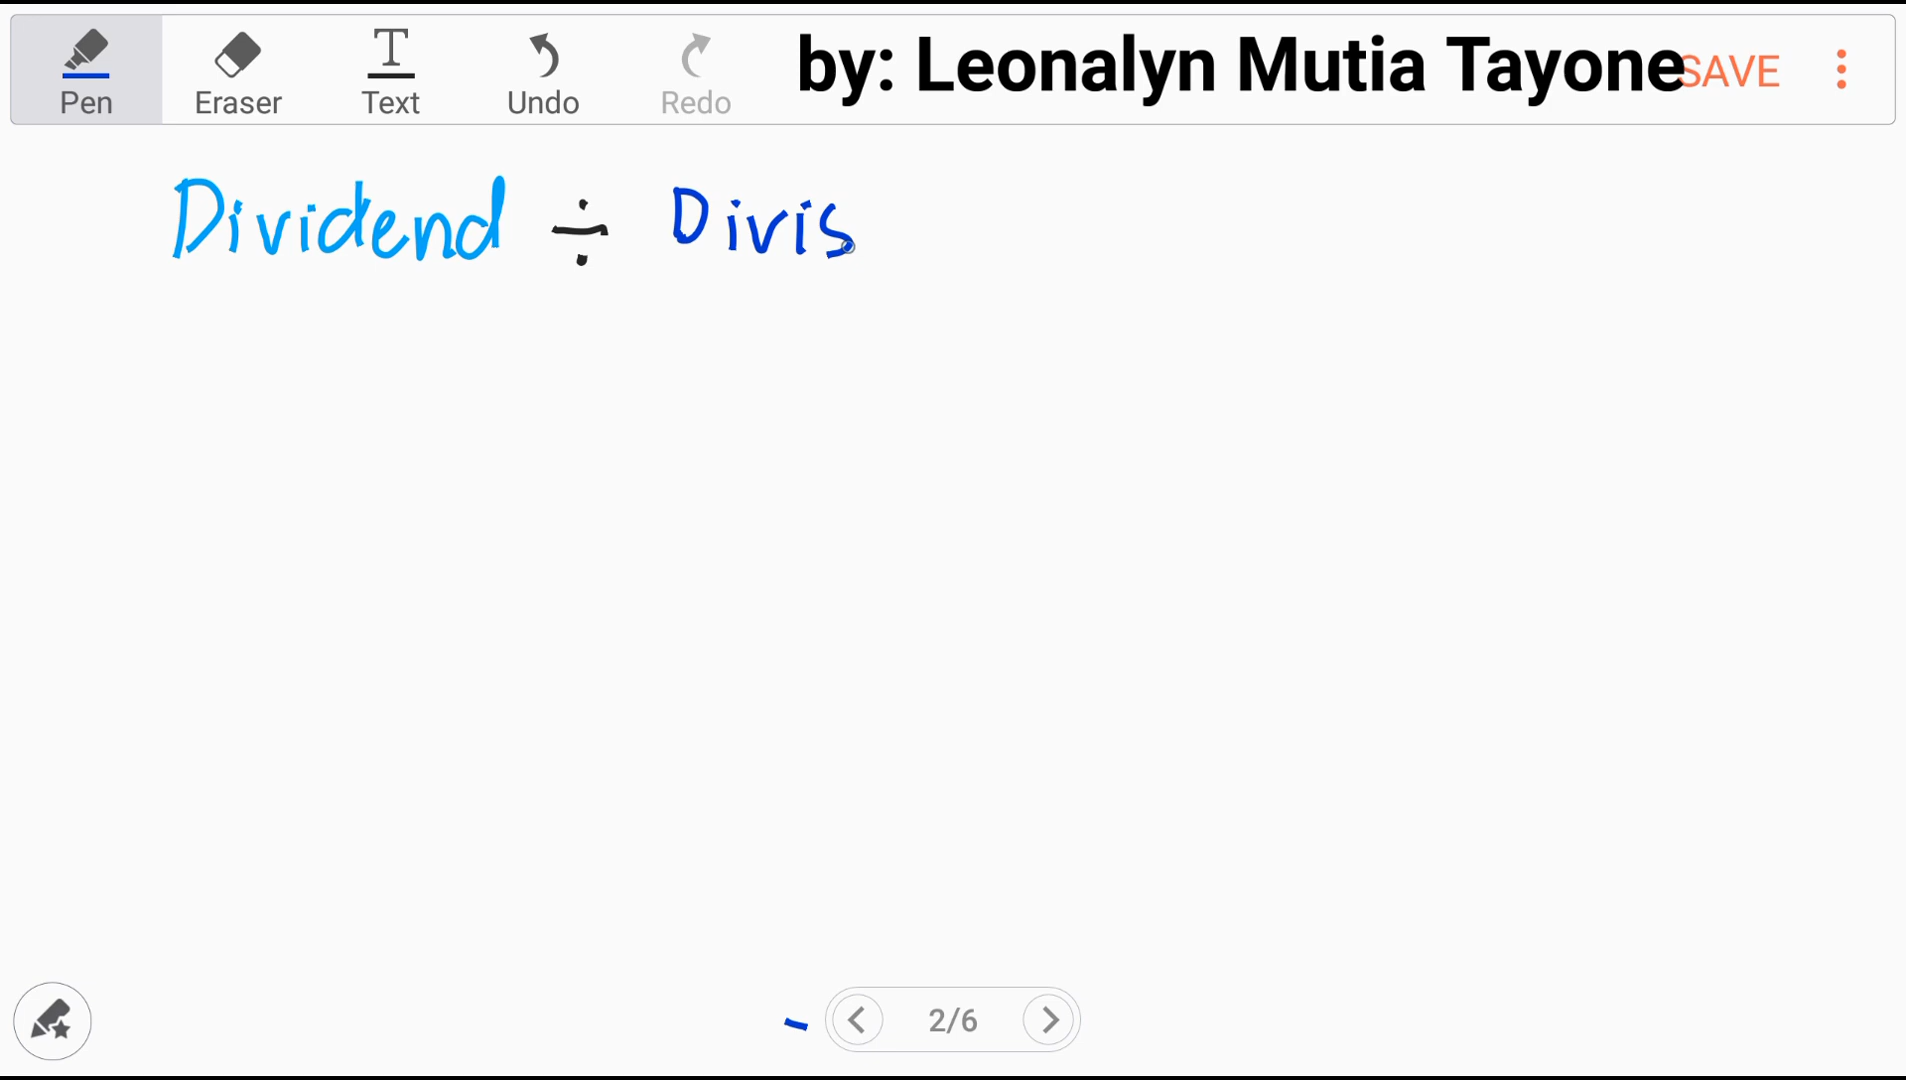 Pen Eraser Text Undo Redo by: Leonalyn Mutia Tayone SAVE
Dividend ÷ Divis
2/6